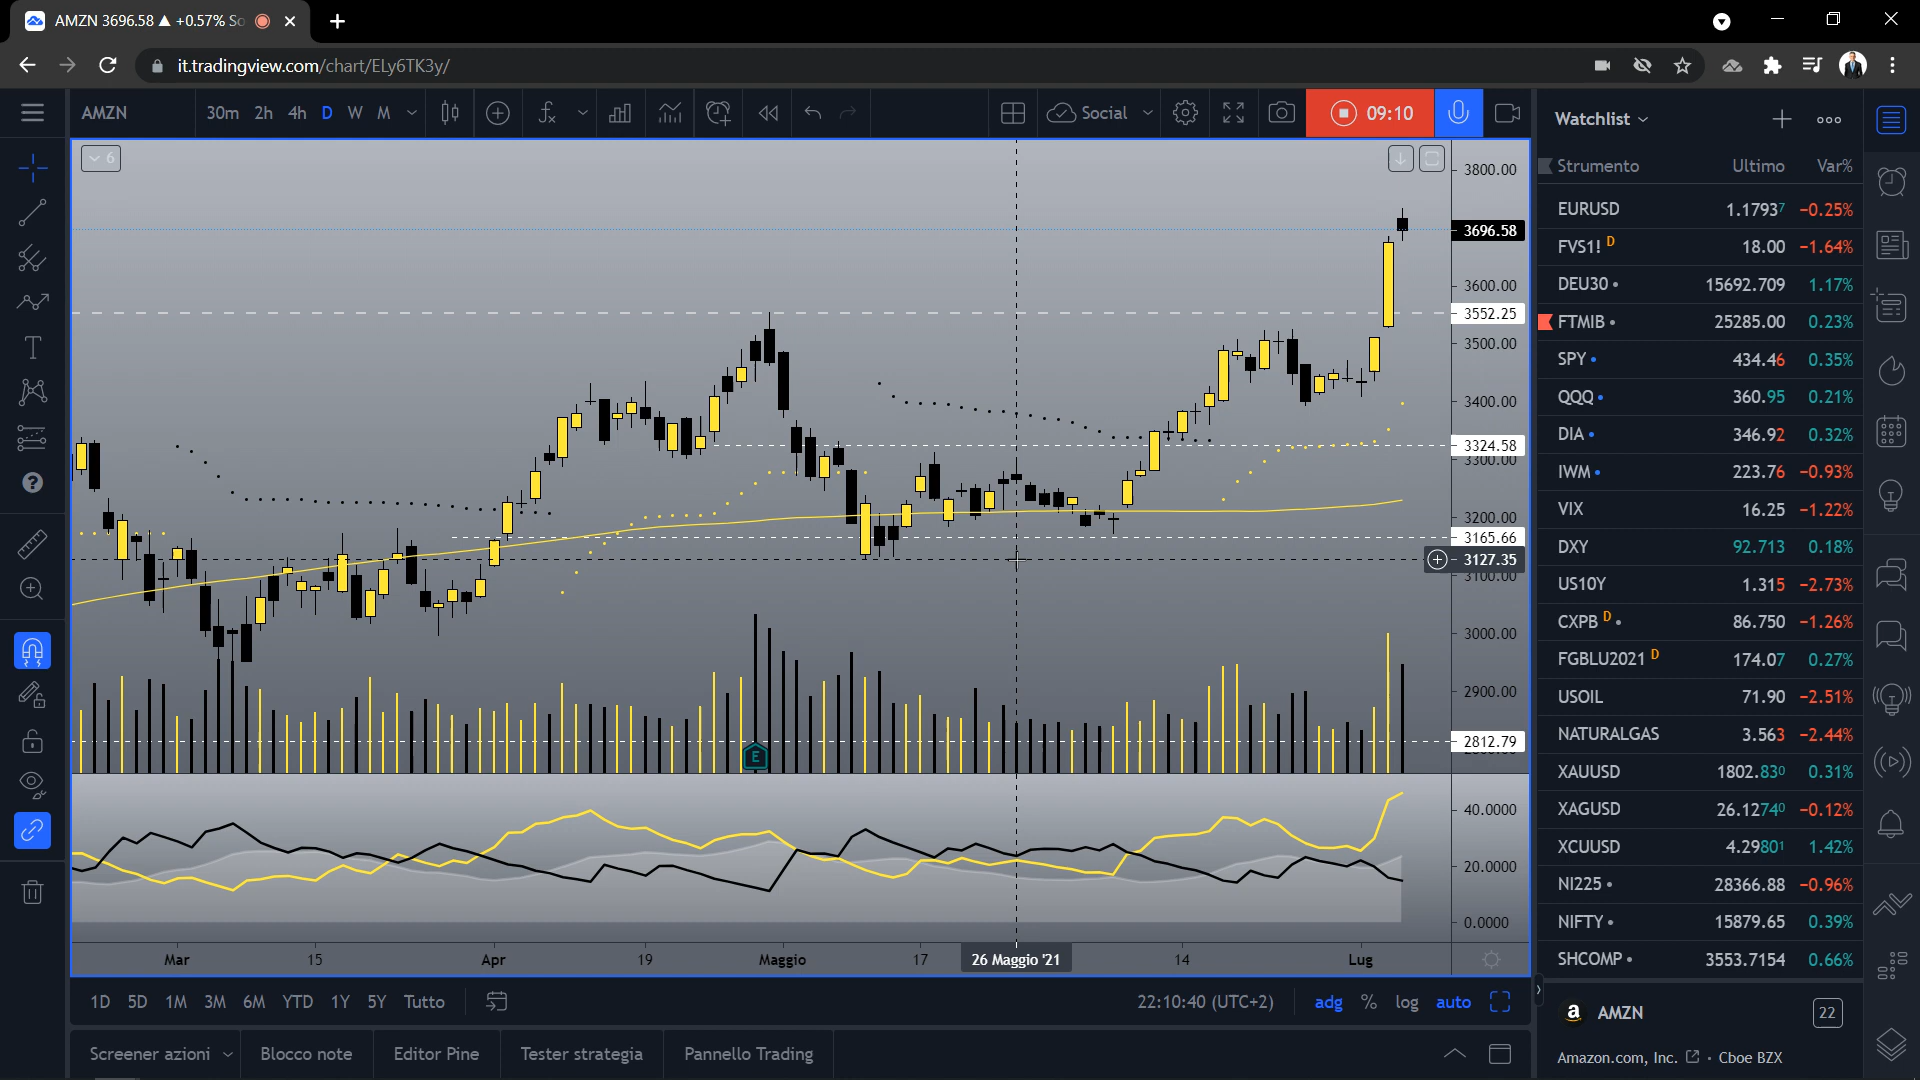 AMZN 3696.58 ▲ +0.57% So
it.tradingview.com/chart/ELy6TK3y/
AMZN 30m 2h 4h D W M Social 09:10
6
3800.00
3696.58
3600.00
3552.25
3500.00
3400.00
3324.58
3300.00
3200.00
3165.66
3127.35
3100.00
3000.00
2900.00
2812.79
E
40.0000
20.0000
0.0000
Mar 15 Apr 19 Maggio 17 26 Maggio '21 14 Lug
1D 5D 1M 3M 6M YTD 1Y 5Y Tutto 22:10:40 (UTC+2) adg % log auto
Screener azioni Blocco note Editor Pine Tester strategia Pannello Trading
Watchlist
Strumento Ultimo Var%
EURUSD 1.17937 −0.25%
FVS1! D 18.00 −1.64%
DEU30 15692.709 1.17%
FTMIB 25285.00 0.23%
SPY 434.46 0.35%
QQQ 360.95 0.21%
DIA 346.92 0.32%
IWM 223.76 −0.93%
VIX 16.25 −1.22%
DXY 92.713 0.18%
US10Y 1.315 −2.73%
CXPB D 86.750 −1.26%
FGBLU2021 D 174.07 0.27%
USOIL 71.90 −2.51%
NATURALGAS 3.563 −2.44%
XAUUSD 1802.830 0.31%
XAGUSD 26.12740 −0.12%
XCUUSD 4.29801 1.42%
NI225 28366.88 −0.96%
NIFTY 15879.65 0.39%
SHCOMP 3553.7154 0.66%
a AMZN 22
Amazon.com, Inc. · Cboe BZX